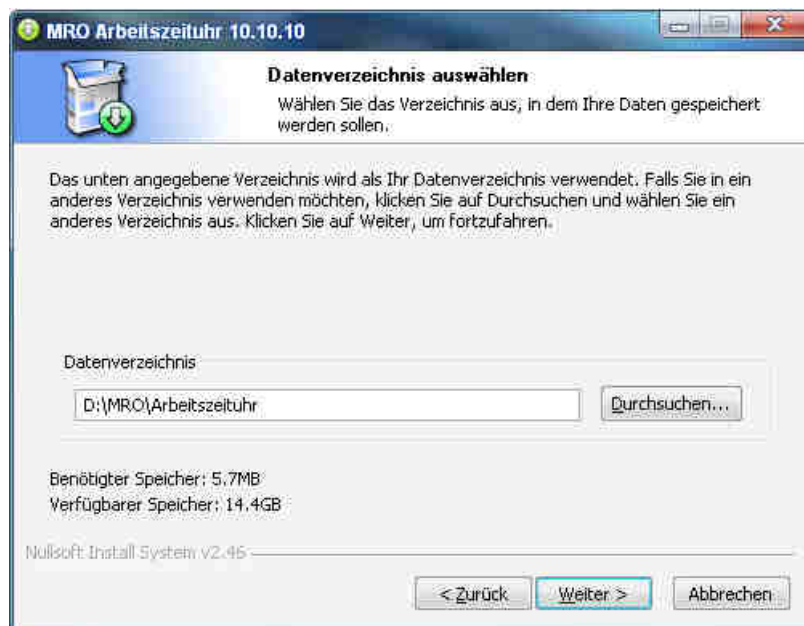 MRO Arbeitszeituhr 10.10.10
Datenverzeichnis auswählen
Wählen Sie das Verzeichnis aus, in dem Ihre Daten gespeichert
werden sollen.
Das unten angegebene Verzeichnis wird als Ihr Datenverzeichnis verwendet. Falls Sie in ein
anderes Verzeichnis verwenden möchten, klicken Sie auf Durchsuchen und wählen Sie ein
anderes Verzeichnis aus. Klicken Sie auf Weiter, um fortzufahren.
Datenverzeichnis
D:\MRO\Arbeitszeituhr
Durchsuchen...
Benötigter Speicher: 5.7MB
Verfügbarer Speicher: 14.4GB
Nullsoft Install System v2.46
< Zurück
Weiter >
Abbrechen